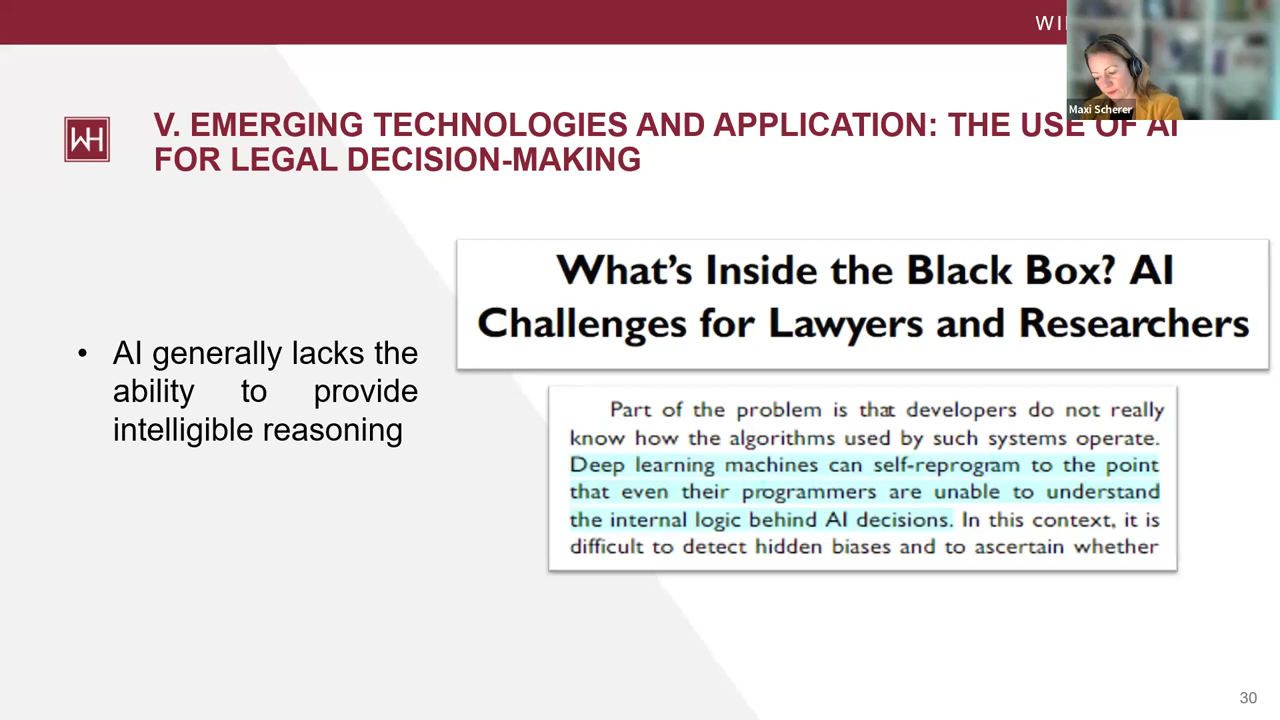 WI
Maxi Scherer
WH
V. EMERGING TECHNOLOGIES AND APPLICATION: THE USE OF AI
FOR LEGAL DECISION-MAKING
• AI generally lacks the
ability to provide
intelligible reasoning
What's Inside the Black Box? AI
Challenges for Lawyers and Researchers
Part of the problem is that developers do not really
know how the algorithms used by such systems operate.
Deep learning machines can self-reprogram to the point
that even their programmers are unable to understand
the internal logic behind AI decisions. In this context, it is
difficult to detect hidden biases and to ascertain whether
30